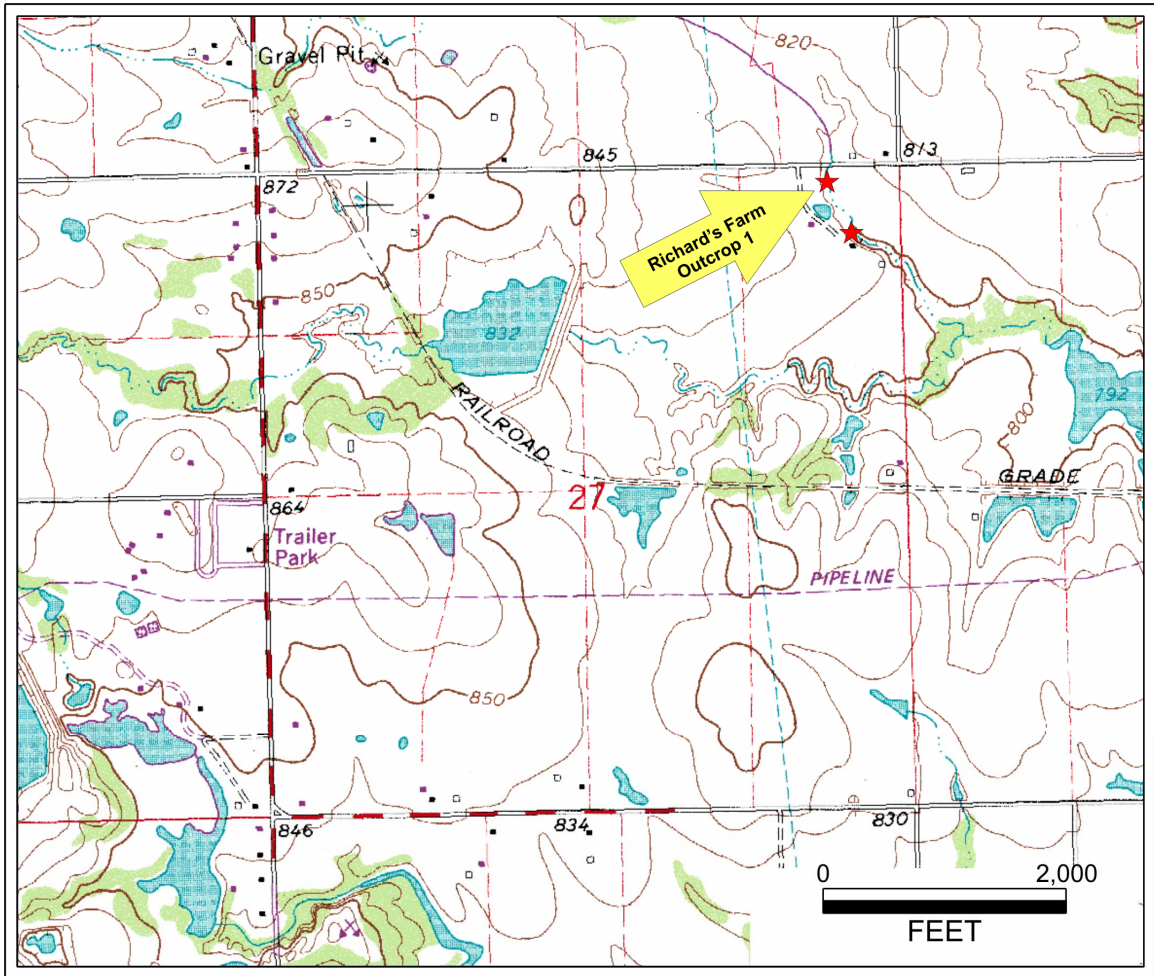 820
Gravel Pit
845
813
872
Richard's Farm
Outcrop 1
850
832
RAILROAD
792
800
GRADE
27
864
Trailer
Park
PIPELINE
850
846
834
830
0 2,000
FEET